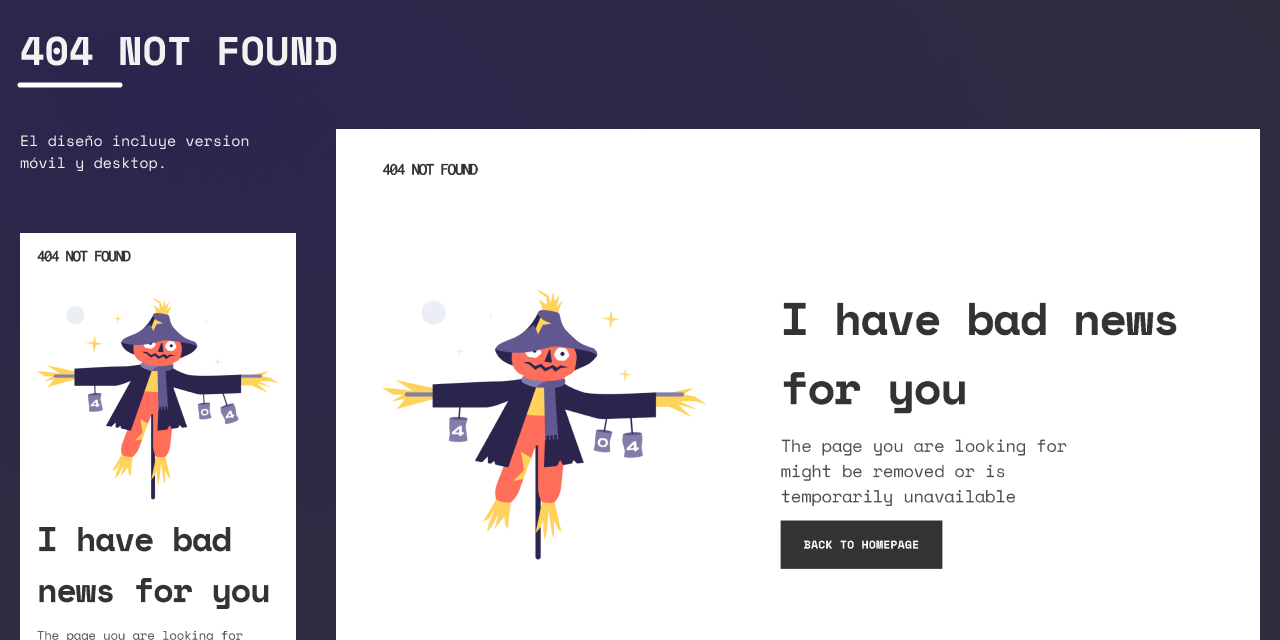 404 NOT FOUND
El diseño incluye version
móvil y desktop.
404 NOT FOUND
4
0
4
I have bad
news for you
The page you are looking for
404 NOT FOUND
4
0
4
I have bad news
for you
The page you are looking for
might be removed or is
temporarily unavailable
BACK TO HOMEPAGE